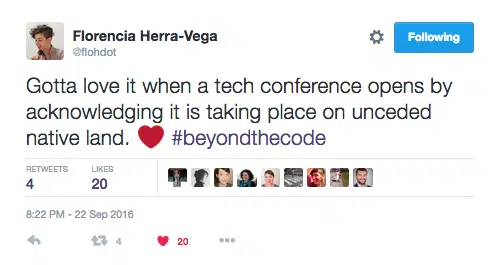 Florencia Herra-Vega
@flohdot
Following
Gotta love it when a tech conference opens by
acknowledging it is taking place on unceded
native land. ❤️ #beyondthecode
RETWEETS LIKES
4 20
8:22 PM - 22 Sep 2016
4 20